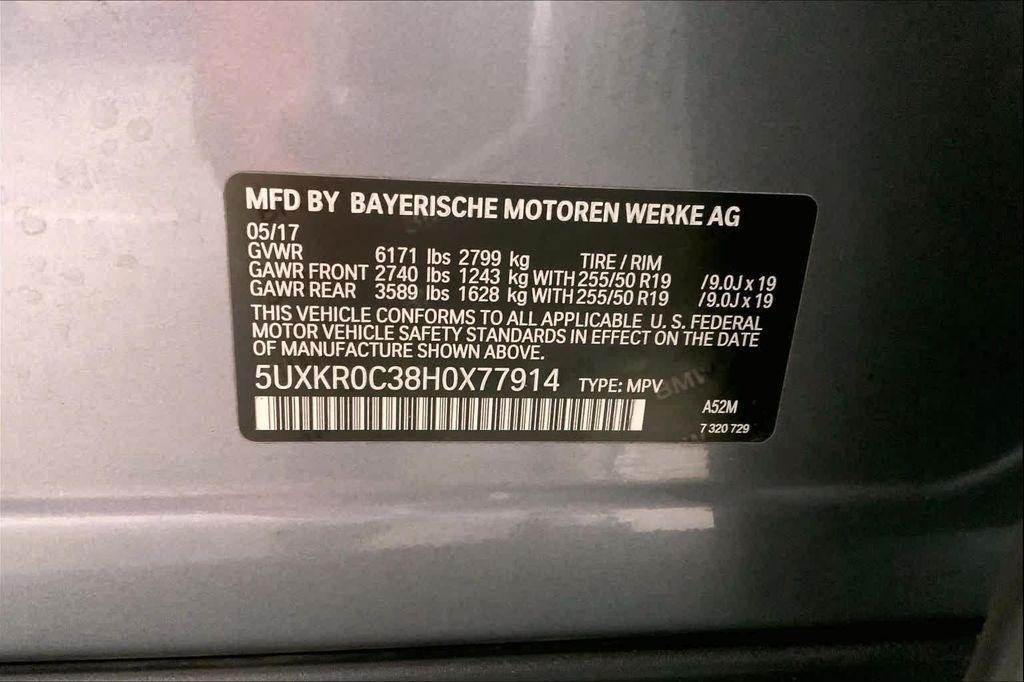 MFD BY BAYERISCHE MOTOREN WERKE AG
05/17
GVWR 6171 lbs 2799 kg TIRE / RIM
GAWR FRONT 2740 lbs 1243 kg WITH 255/50 R19 /9.0J x 19
GAWR REAR 3589 lbs 1628 kg WITH 255/50 R19 /9.0J x 19
THIS VEHICLE CONFORMS TO ALL APPLICABLE U. S. FEDERAL
MOTOR VEHICLE SAFETY STANDARDS IN EFFECT ON THE DATE
OF MANUFACTURE SHOWN ABOVE.
5UXKR0C38H0X77914 TYPE: MPV
BMW
A52M
7 320 729